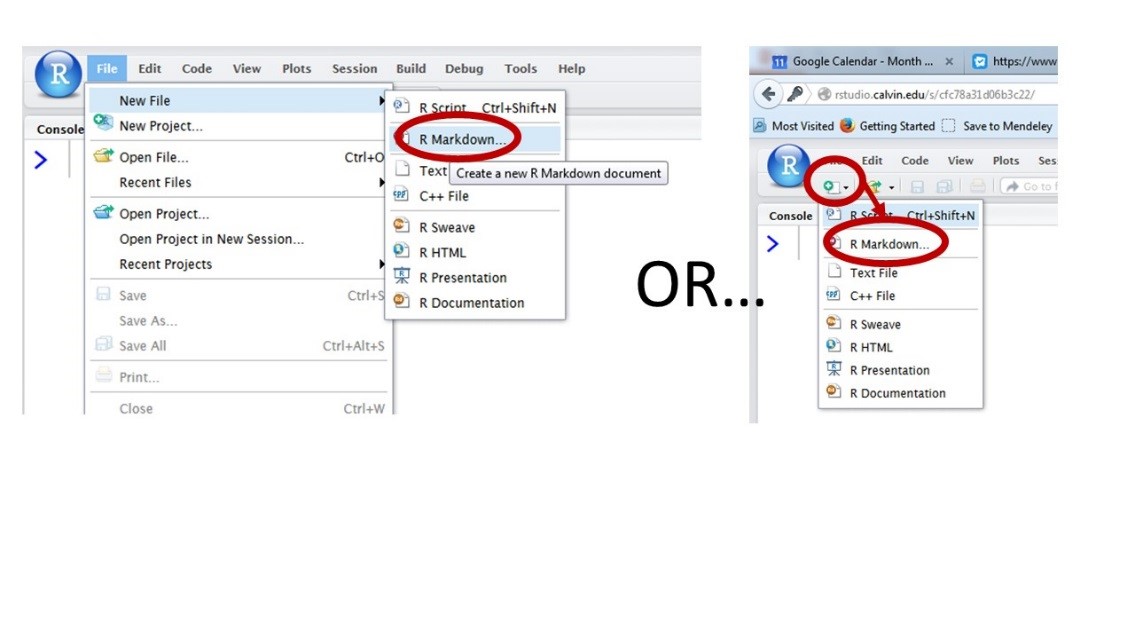 R
File Edit Code View Plots Session Build Debug Tools Help
New File
New Project...
Open File... Ctrl+O
Recent Files
Open Project...
Open Project in New Session...
Recent Projects
Save Ctrl+S
Save As...
Save All Ctrl+Alt+S
Print...
Close Ctrl+W
Console
>
R Script Ctrl+Shift+N
R Markdown...
Text
Create a new R Markdown document
C++ File
R Sweave
R HTML
R Presentation
R Documentation
OR...
11 Google Calendar - Month ... × https://www
rstudio.calvin.edu/s/cfc78a31d06b3c22/
Most Visited Getting Started Save to Mendeley
R
Edit Code View Plots Ses
Go to f
Console
>
R Script Ctrl+Shift+N
R Markdown...
Text File
C++ File
R Sweave
R HTML
R Presentation
R Documentation